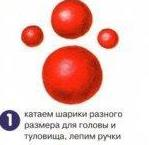 1 катаем шарики разного
размера для головы и
туловища, лепим ручки